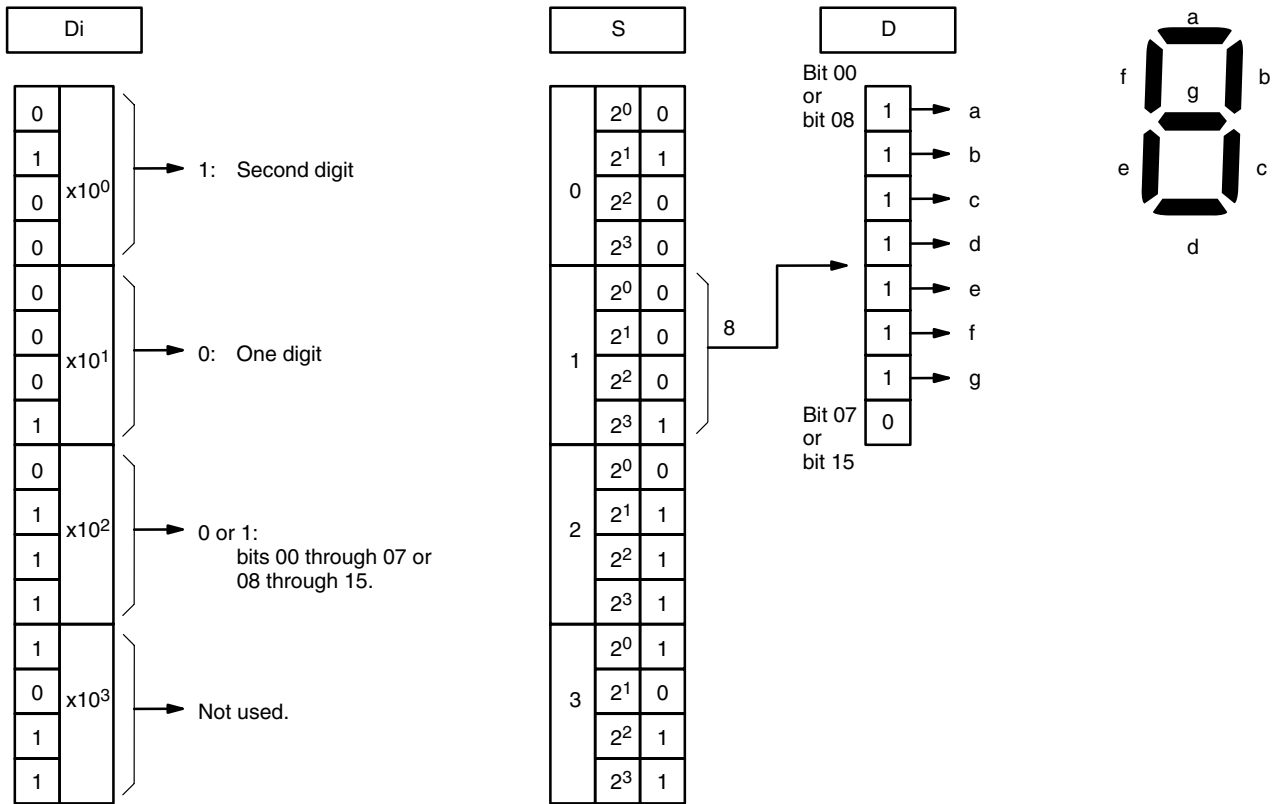 Di
S
D
a
f
b
g
e
c
d
0
1
0
0
x10⁰
1: Second digit
0
0
0
1
x10¹
0: One digit
0
1
1
1
x10²
0 or 1:
bits 00 through 07 or
08 through 15.
1
0
1
1
x10³
Not used.
0
2⁰ 0
2¹ 1
2² 0
2³ 0
1
2⁰ 0
2¹ 0
2² 0
2³ 1
8
2
2⁰ 0
2¹ 1
2² 1
2³ 1
3
2⁰ 1
2¹ 0
2² 1
2³ 1
Bit 00
or
bit 08
1 a
1 b
1 c
1 d
1 e
1 f
1 g
0
Bit 07
or
bit 15